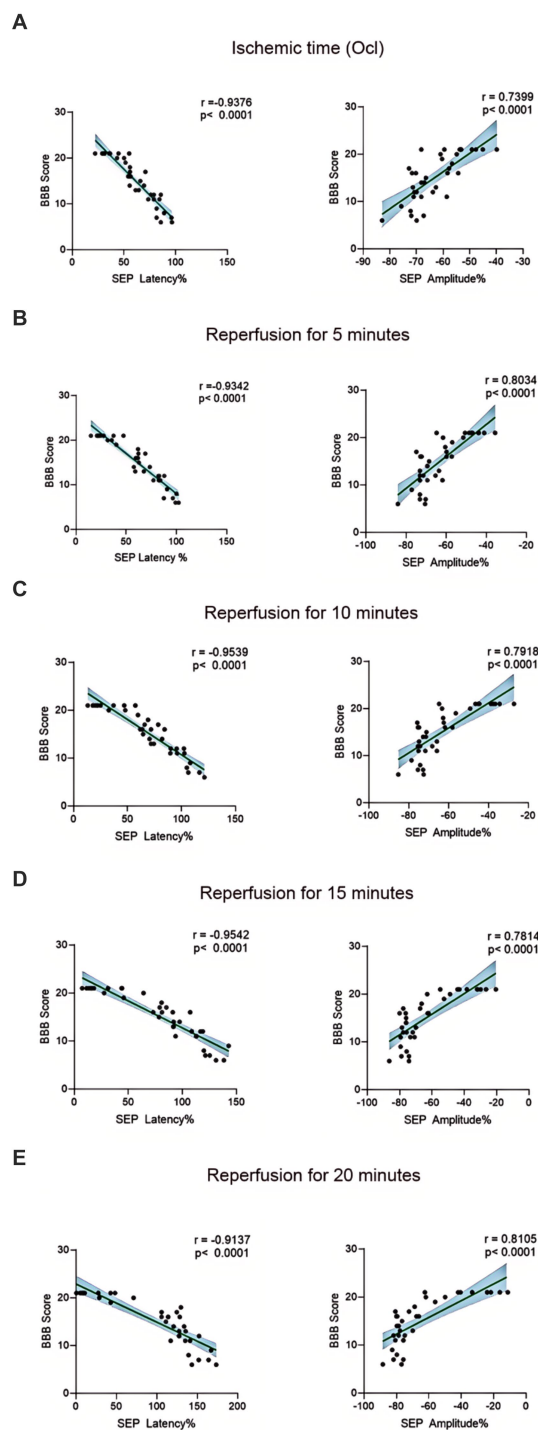 A
Ischemic time (Ocl)
r =-0.9376
p< 0.0001
30
20
10
0
BBB Score
0 50 100 150
SEP Latency%
r = 0.7399
p< 0.0001
30
20
10
0
BBB Score
-90 -80 -70 -60 -50 -40 -30
SEP Amplitude%
B
Reperfusion for 5 minutes
r =-0.9342
p< 0.0001
30
20
10
0
BBB Score
0 50 100 150
SEP Latency %
r = 0.8034
p< 0.0001
30
20
10
0
BBB Score
-100 -80 -60 -40 -20
SEP Amplitude%
C
Reperfusion for 10 minutes
r = -0.9539
p< 0.0001
30
20
10
0
BBB Score
0 50 100 150
SEP Latency%
r = 0.7918
p< 0.0001
30
20
10
0
BBB Score
-100 -80 -60 -40 -20
SEP Amplitude%
D
Reperfusion for 15 minutes
r = -0.9542
p< 0.0001
30
20
10
0
BBB Score
0 50 100 150
SEP Latency%
r = 0.7814
p< 0.0001
30
20
10
0
BBB Score
-100 -80 -60 -40 -20 0
SEP Amplitude%
E
Reperfusion for 20 minutes
r = -0.9137
p< 0.0001
30
20
10
0
BBB Score
0 50 100 150 200
SEP Latency%
r = 0.8105
p< 0.0001
30
20
10
0
BBB Score
-100 -80 -60 -40 -20 0
SEP Amplitude%